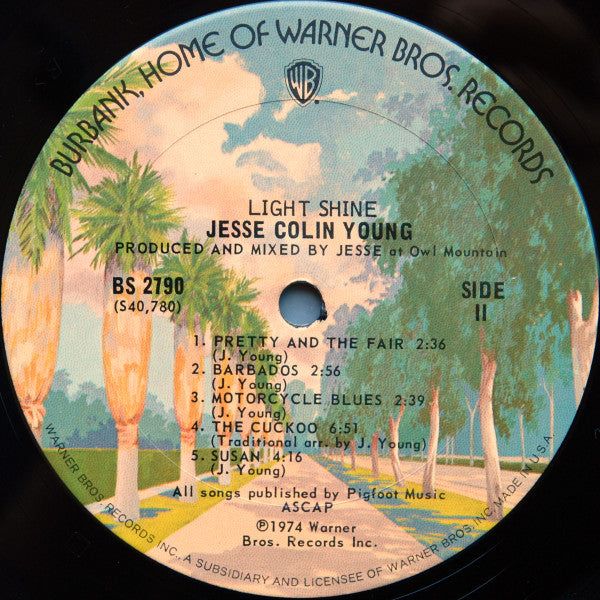 BURBANK, HOME OF WARNER BROS. RECORDS
WB
LIGHT SHINE
JESSE COLIN YOUNG
PRODUCED AND MIXED BY JESSE at Owl Mountain
BS 2790
(S40,780)
SIDE
II
1. PRETTY AND THE FAIR 2:36
(J. Young)
2. BARBADOS 2:56
(J. Young)
3. MOTORCYCLE BLUES 2:39
(J. Young)
4. THE CUCKOO 6:51
(Traditional arr. by J. Young)
5. SUSAN 4:16
(J. Young)
All songs published by Pigfoot Music
ASCAP
℗1974 Warner
Bros. Records Inc.
WARNER BROS. RECORDS INC., A SUBSIDIARY AND LICENSEE OF WARNER BROS. INC. MADE IN U.S.A.